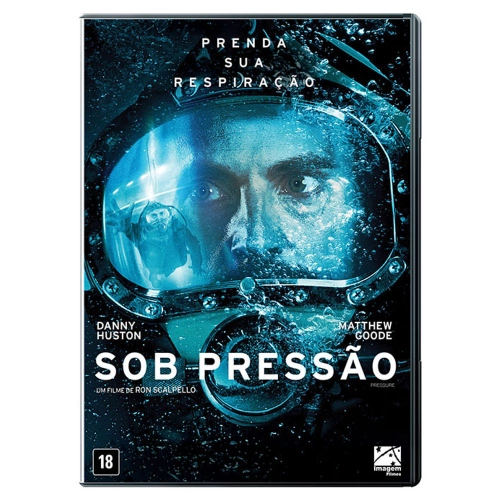 PRENDA
SUA
RESPIRAÇÃO
DANNY
HUSTON
MATTHEW
GOODE
SOB PRESSÃO
UM FILME DE RON SCALPELLO
PRESSURE
18
imagem
Filmes